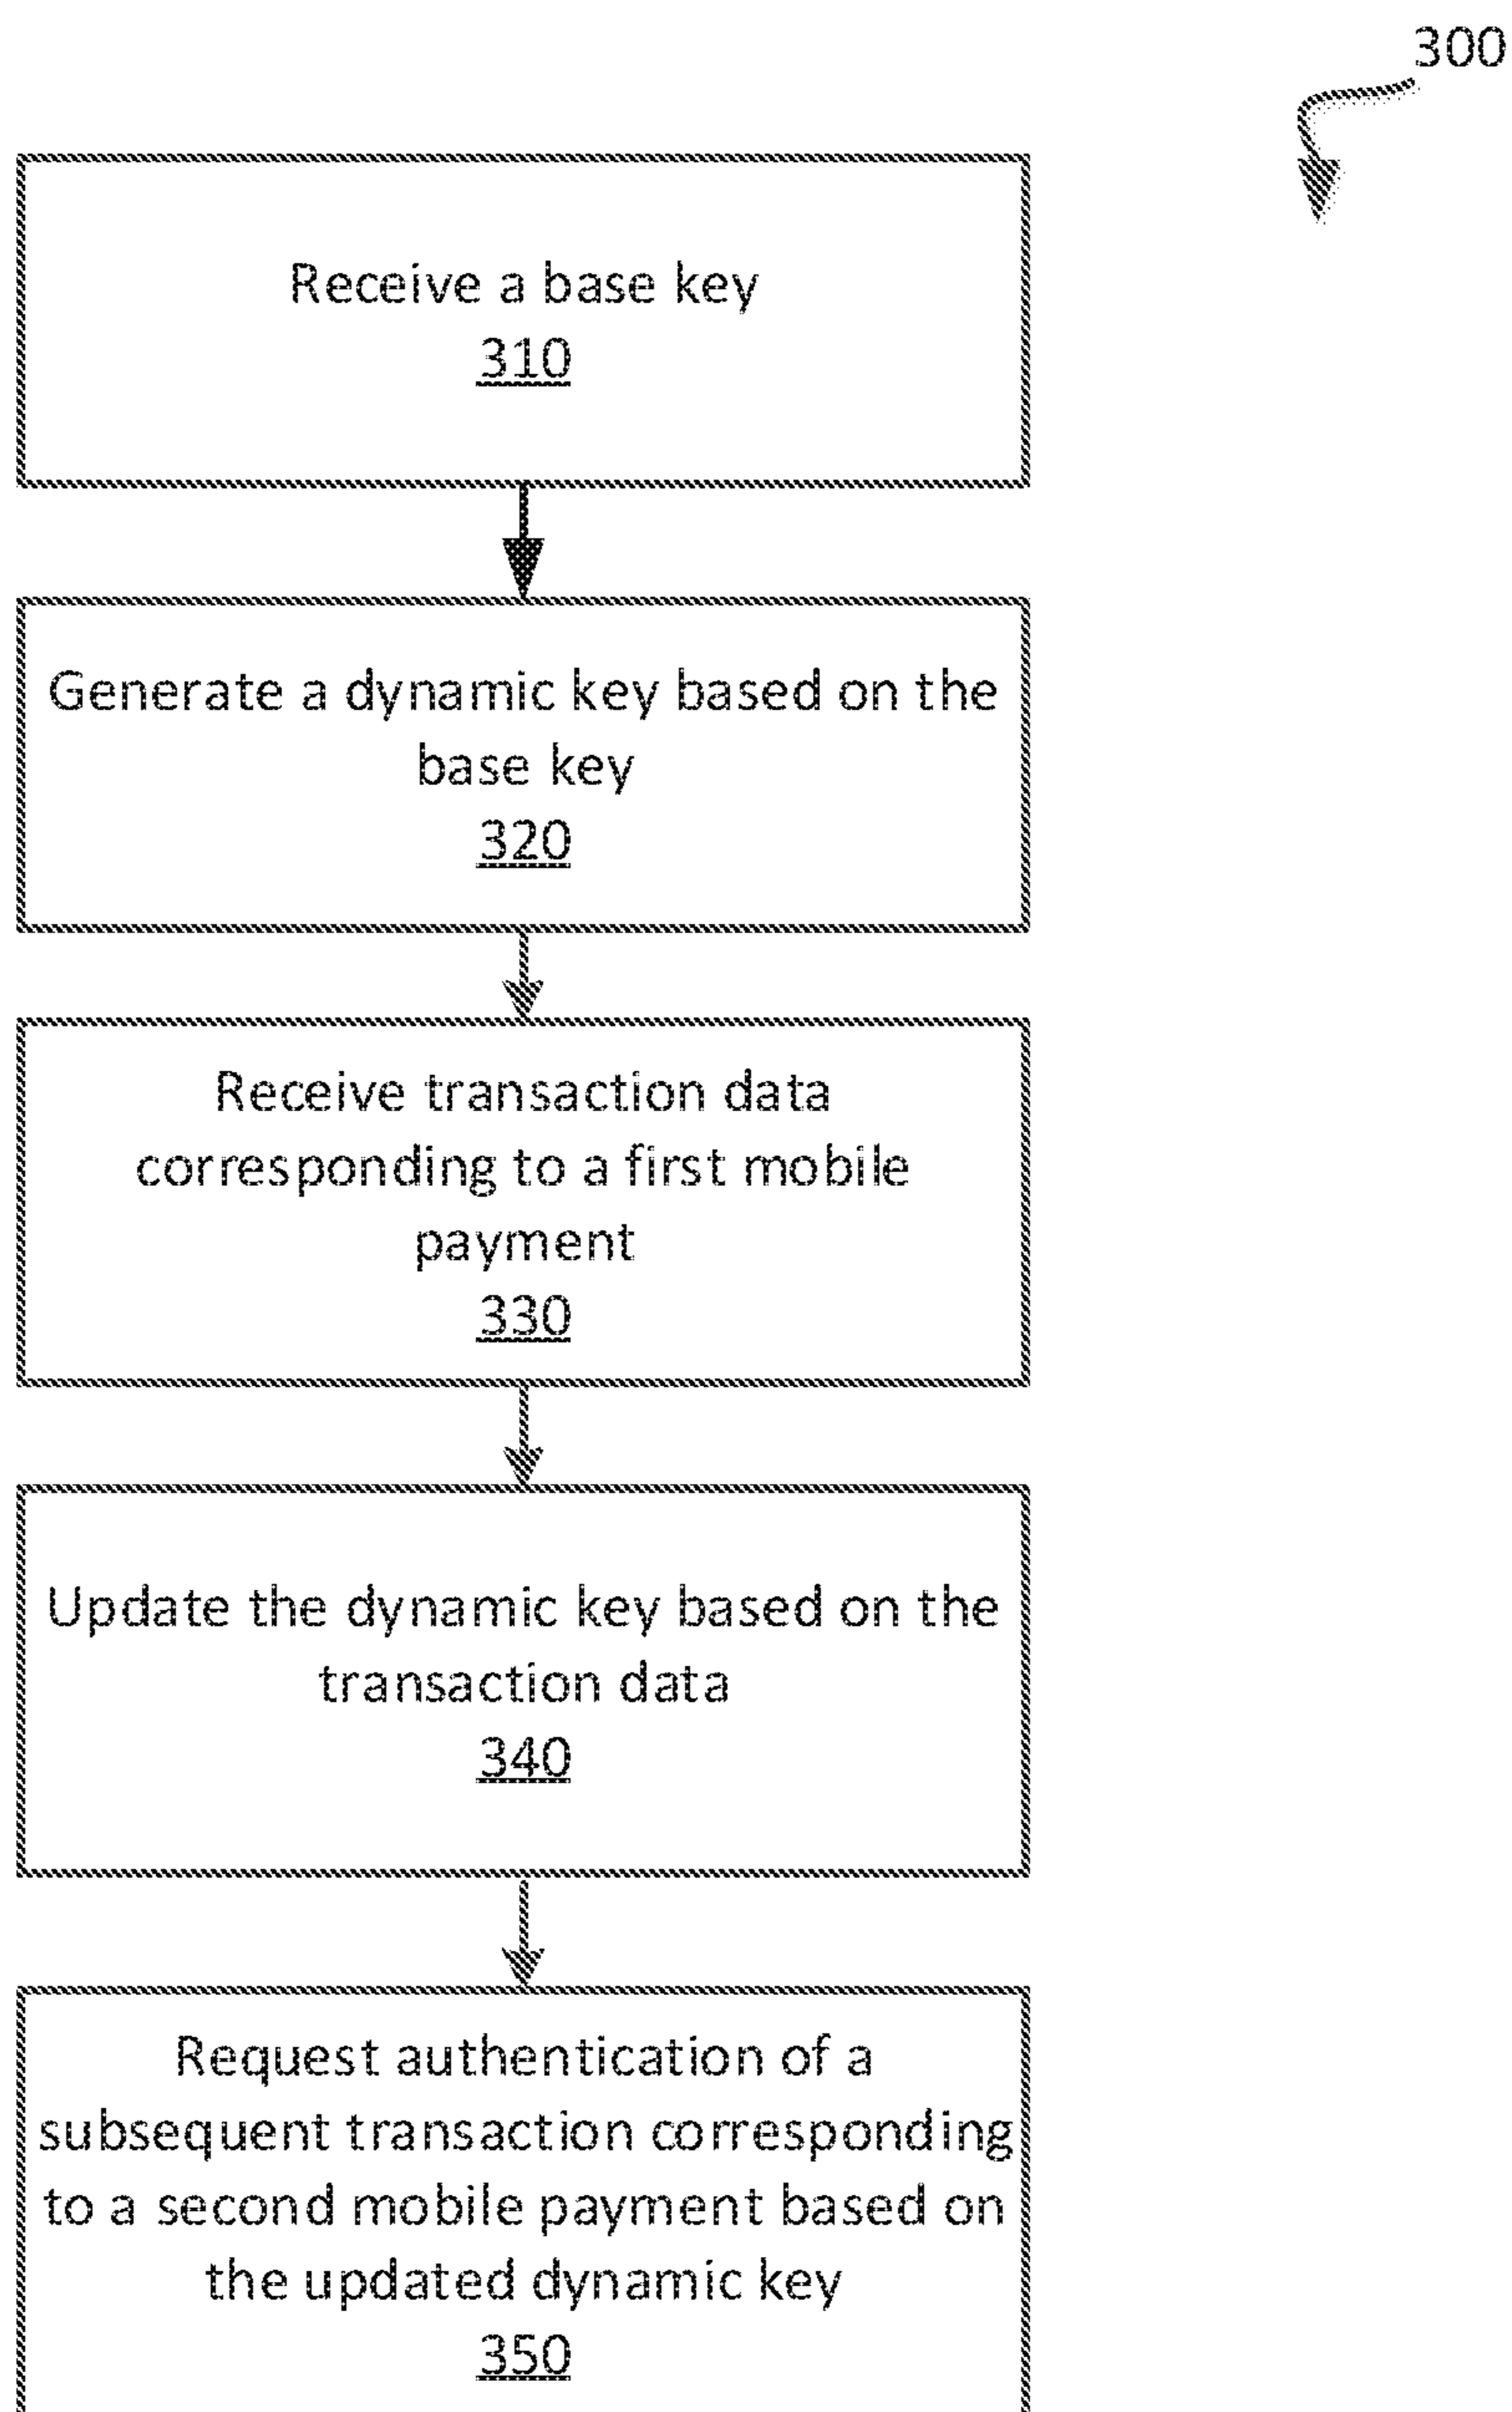 300
Receive a base key
310
Generate a dynamic key based on the
base key
320
Receive transaction data
corresponding to a first mobile
payment
330
Update the dynamic key based on the
transaction data
340
Request authentication of a
subsequent transaction corresponding
to a second mobile payment based on
the updated dynamic key
350